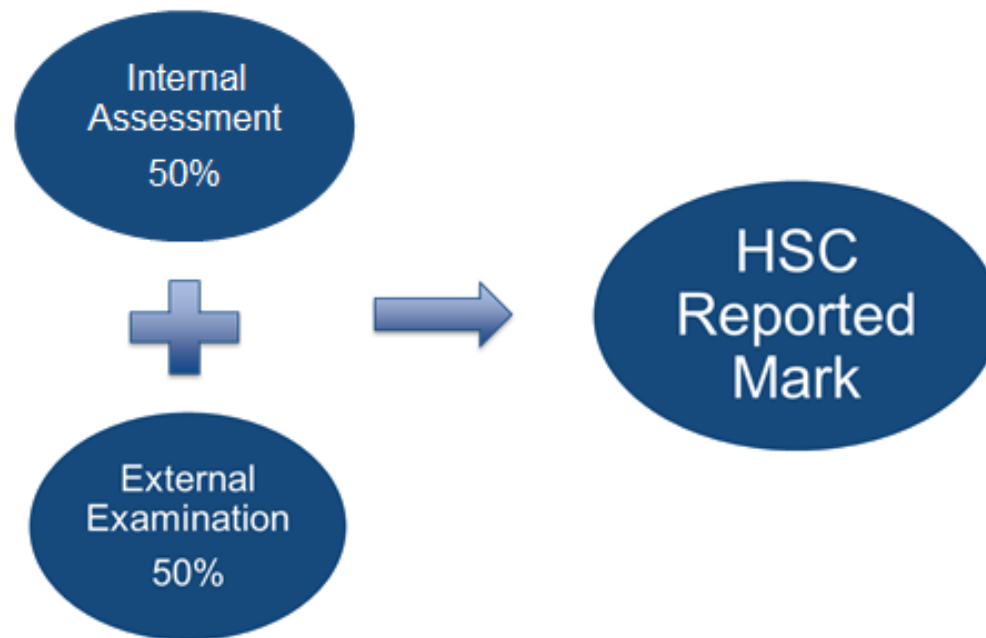 Internal
Assessment
50%
External
Examination
50%
HSC
Reported
Mark